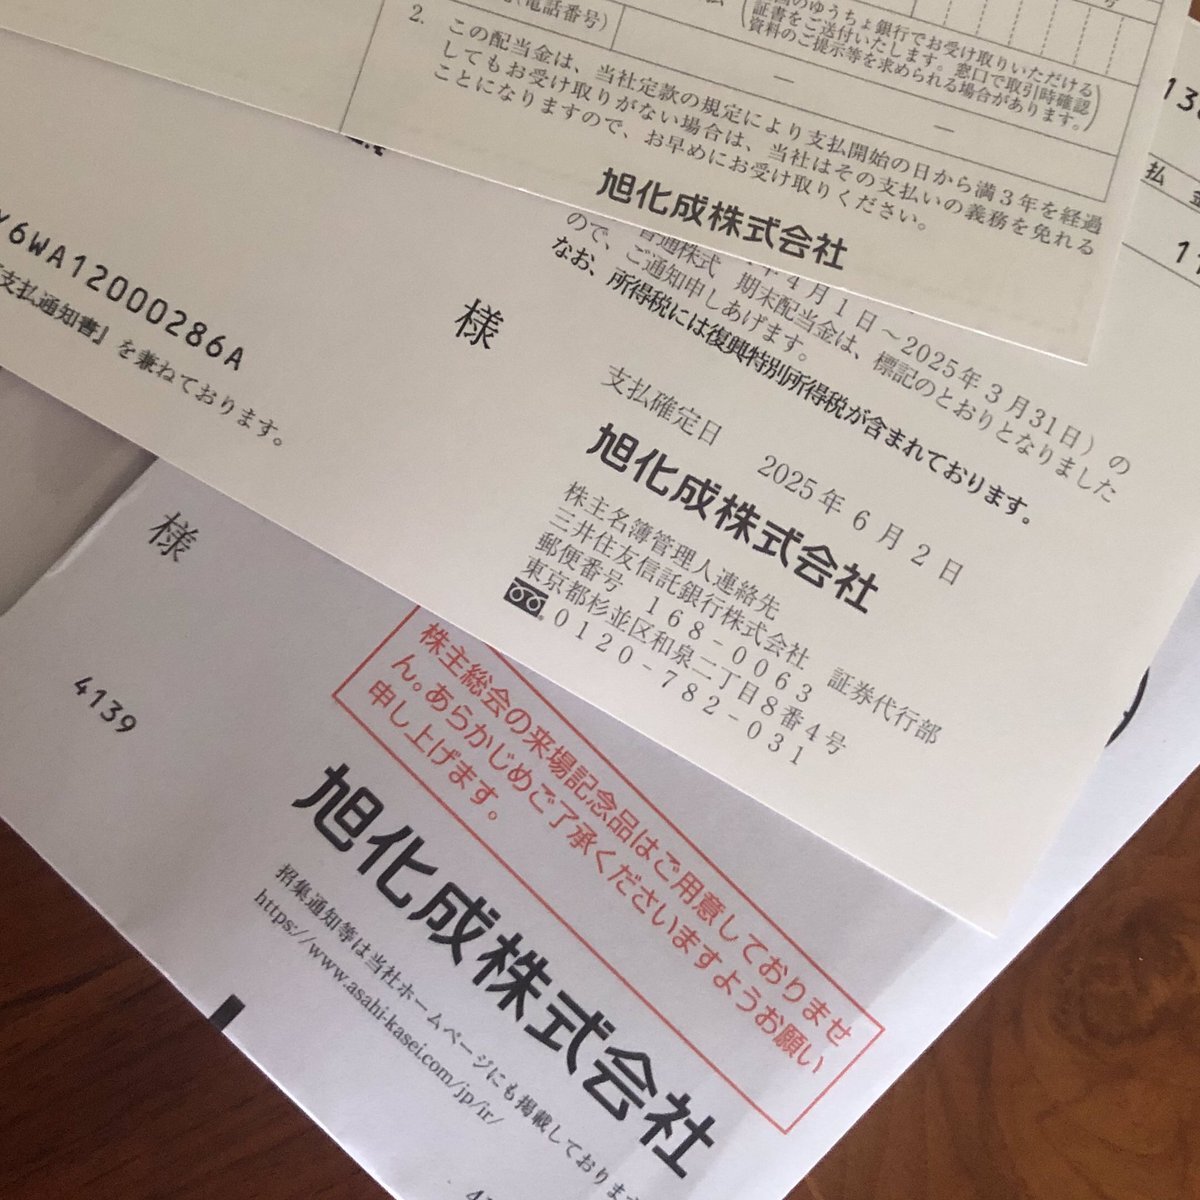 (電話番号)
のゆうちょ銀行でお受け取りいただける
証書をご送付いたします。窓口で取引時確認
資料のご提示等を求められる場合があります。
2. この配当金は、当社定款の規定により支払開始の日から満3年を経過
してもお受け取りがない場合は、当社はその支払いの義務を免れる
ことになりますので、お早めにお受け取りください。
旭化成株式会社
払 金
Y6WA12000286A
支払通知書』を兼ねております。
様
年4月1日～2025年3月31日）の
普通株式 期末配当金は、標記のとおりとなりました
ので、ご通知申しあげます。
なお、所得税には復興特別所得税が含まれております。
支払確定日 2025年6月2日
旭化成株式会社
株主名簿管理人連絡先
三井住友信託銀行株式会社 証券代行部
郵便番号 168-0063
東京都杉並区和泉二丁目8番4号
0120-782-031
様
4139
株主総会の来場記念品はご用意しておりませ
ん。あらかじめご了承くださいますようお願い
申し上げます。
旭化成株式会社
招集通知等は当社ホームページにも掲載しておりま
https://www.asahi-kasei.com/jp/ir/